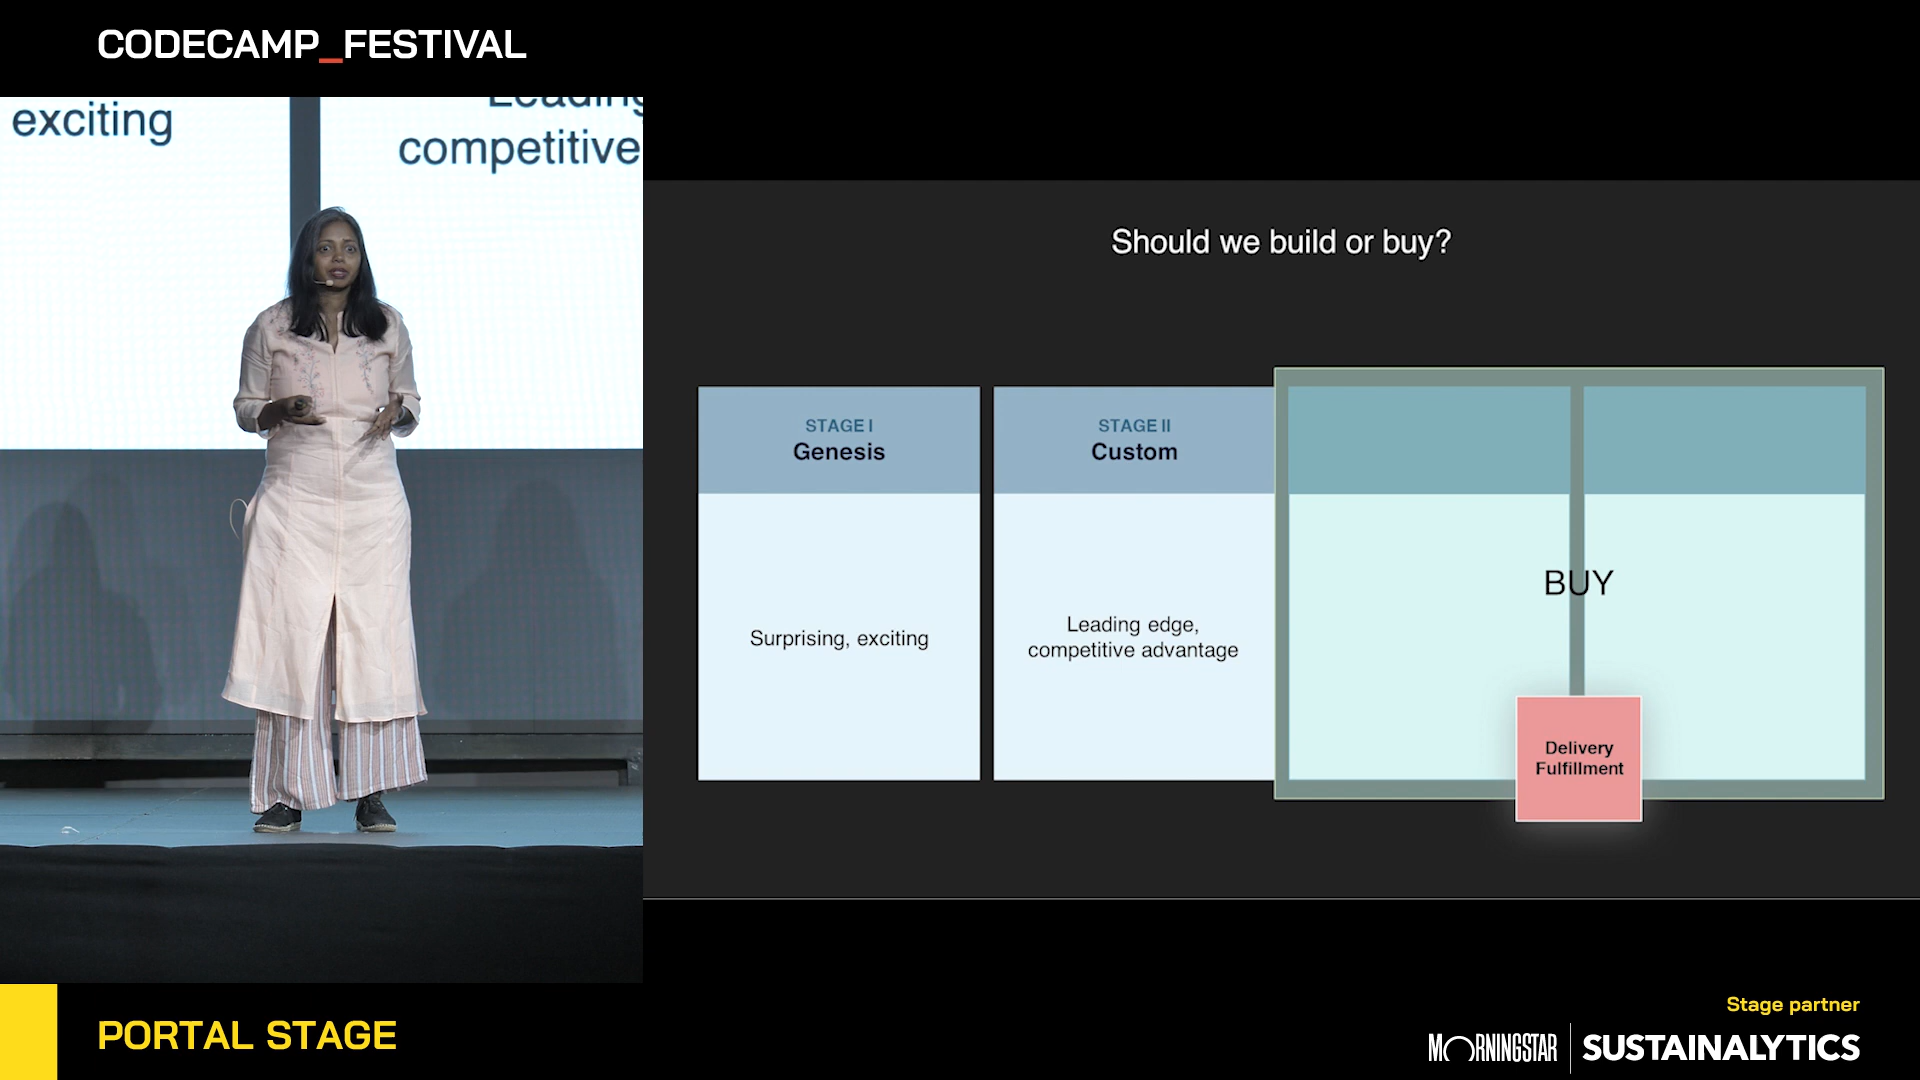 CODECAMP_FESTIVAL
exciting
Leading
competitive
Should we build or buy?
STAGE I
Genesis
Surprising, exciting
STAGE II
Custom
Leading edge,
competitive advantage
BUY
Delivery
Fulfillment
PORTAL STAGE
Stage partner
MORNINGSTAR | SUSTAINALYTICS